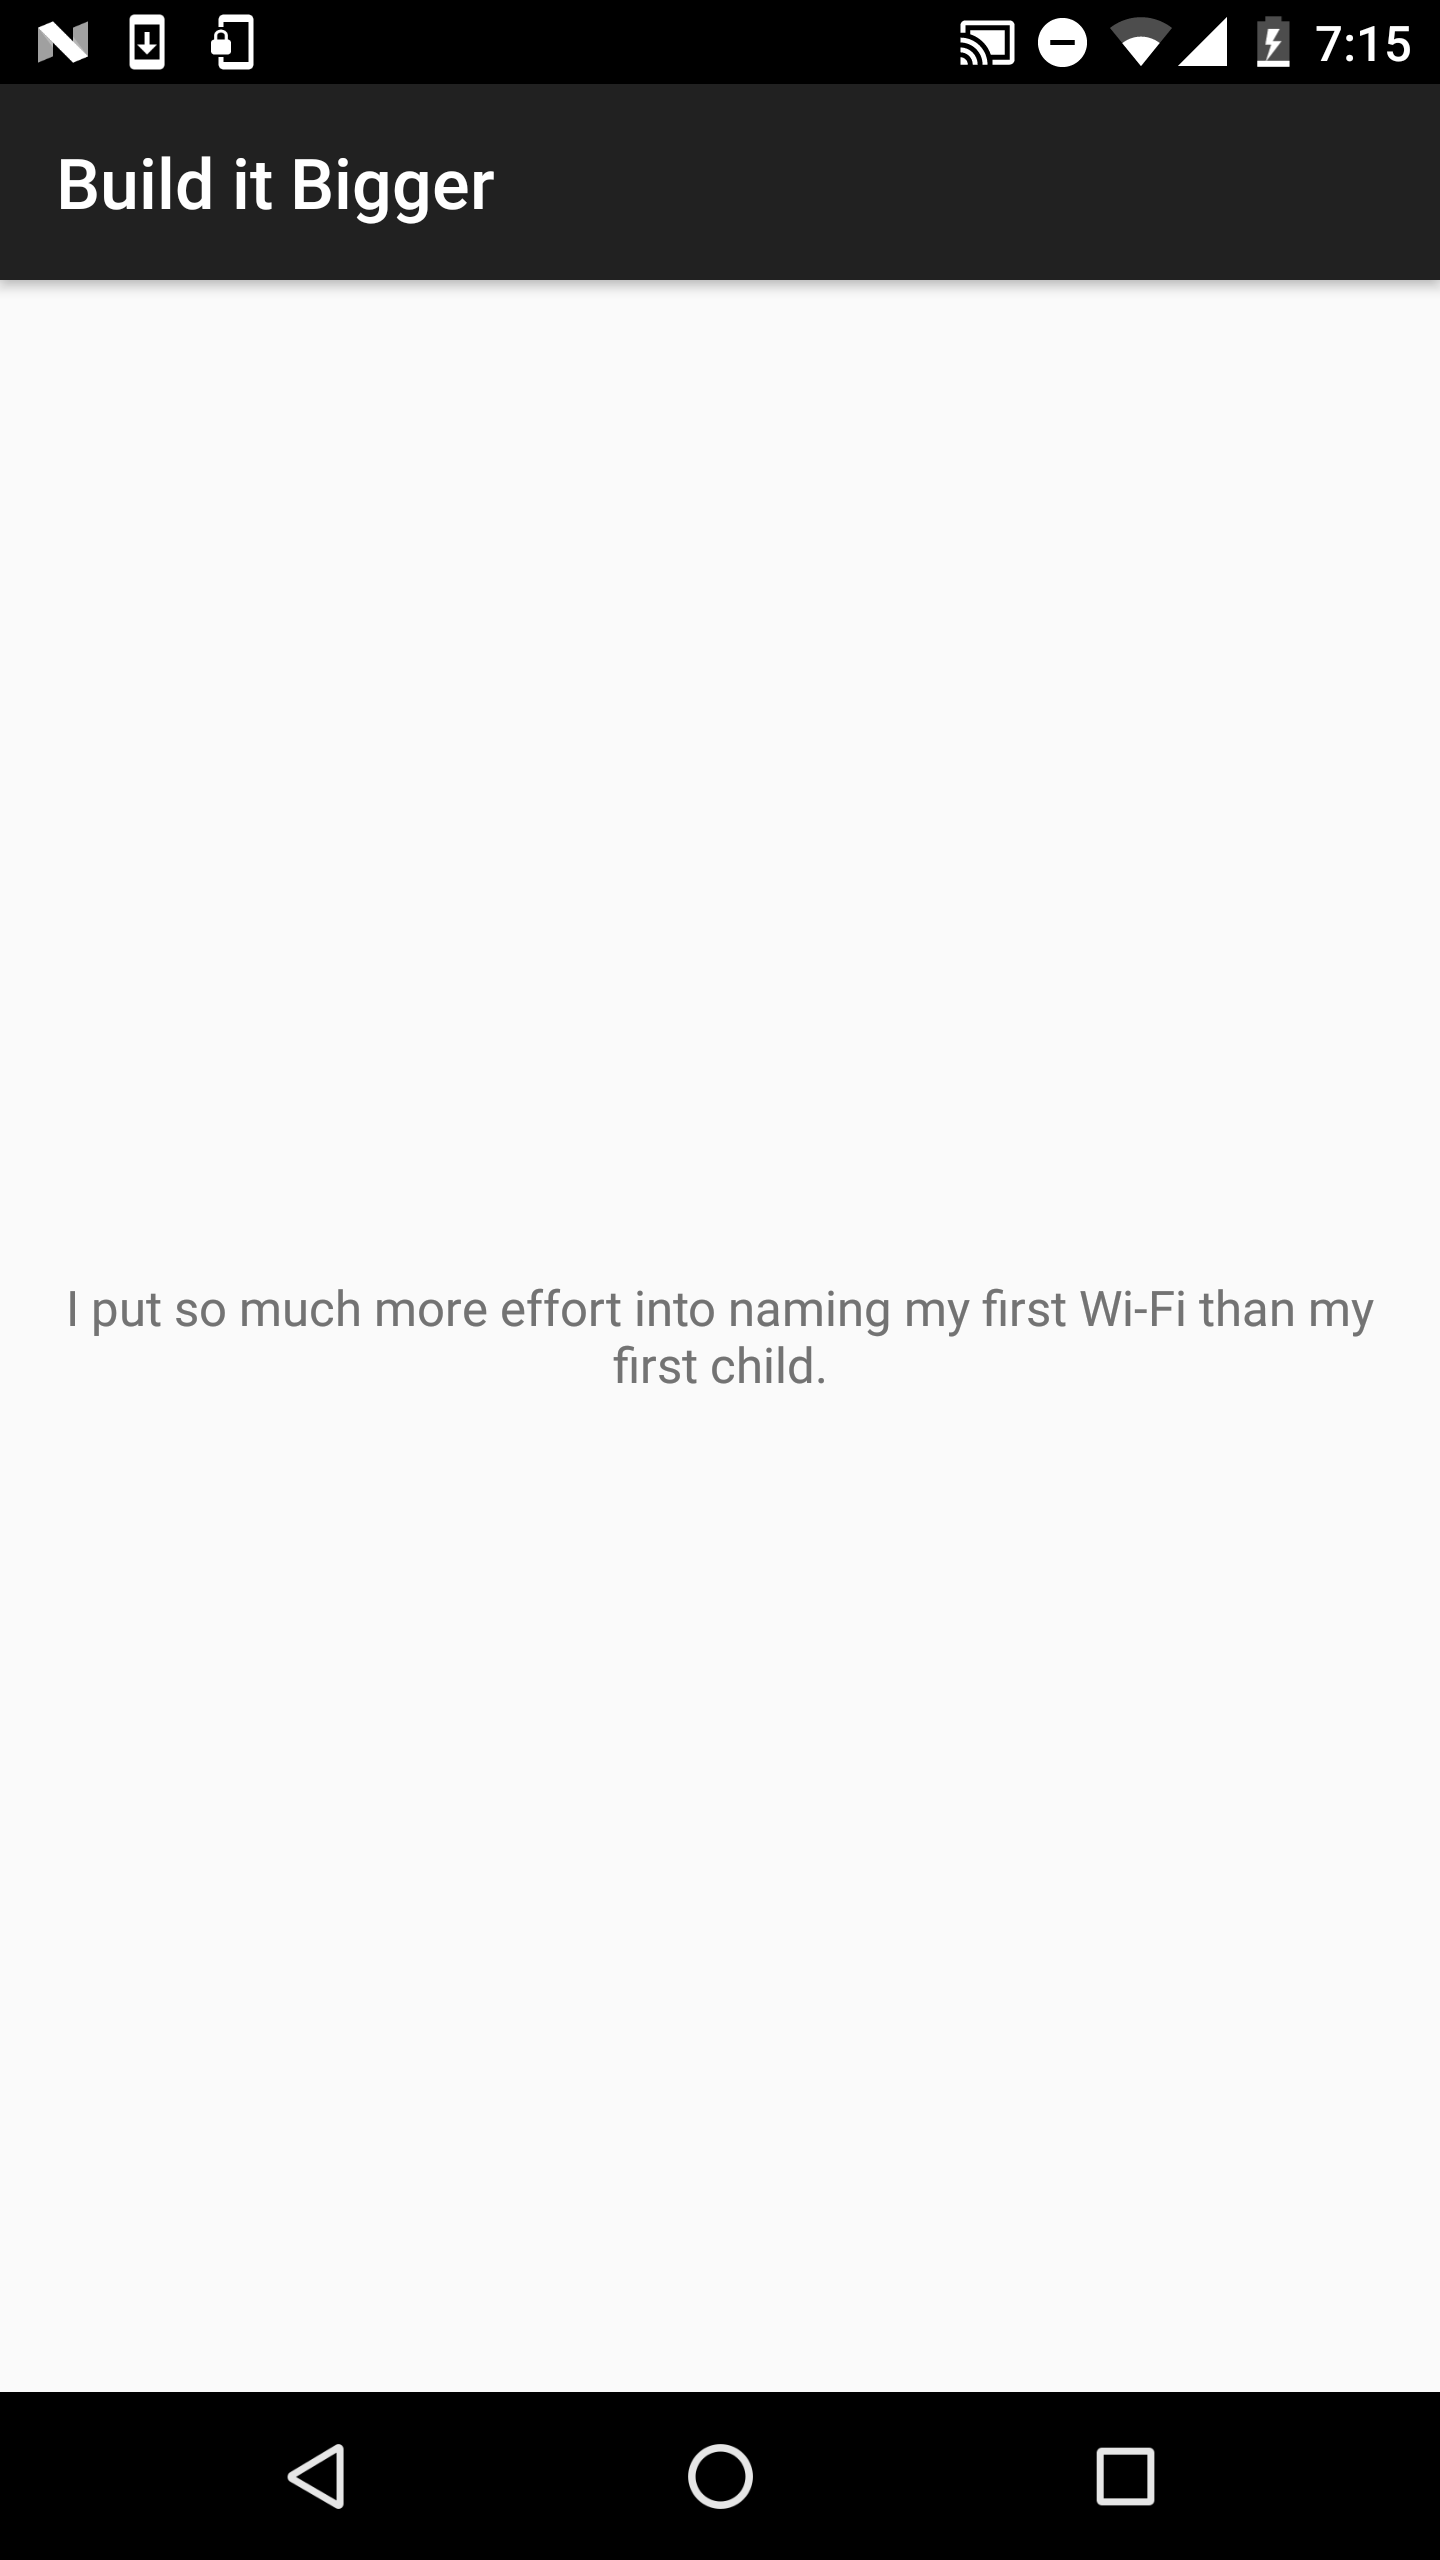 7:15
Build it Bigger
I put so much more effort into naming my first Wi-Fi than my
first child.